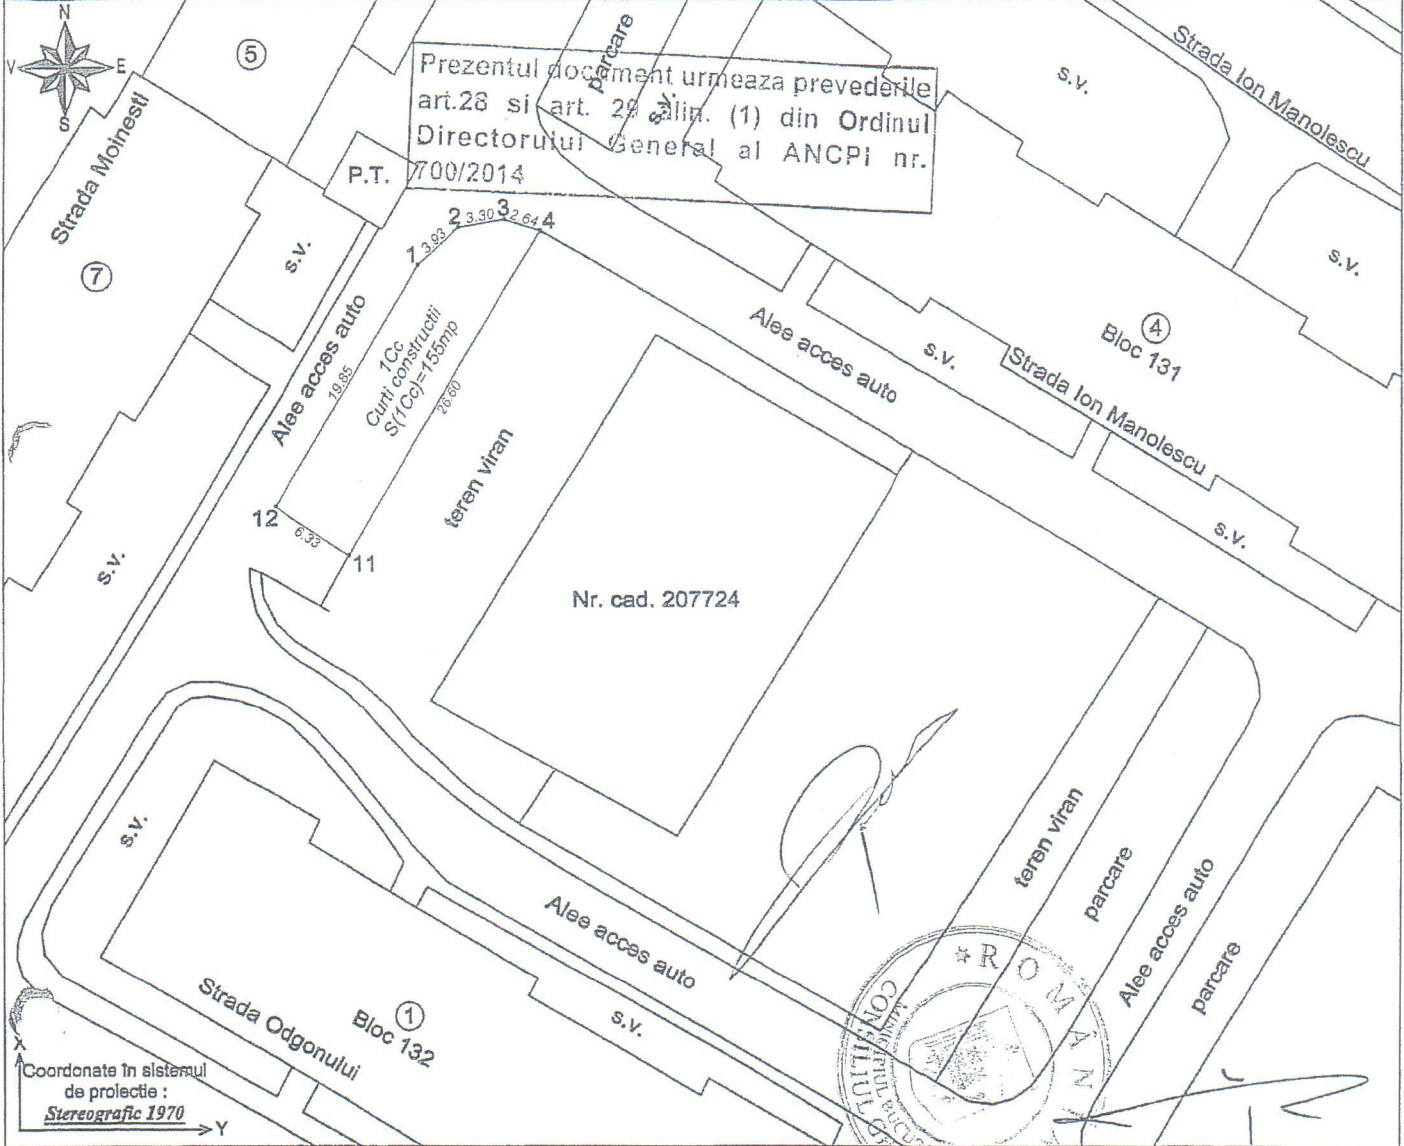 N
V
E
S
5
parcare
s.v.
s.v.
Strada Ion Manolescu
Prezentul document urmeaza prevederile
art.28 si art. 29 alin. (1) din Ordinul
Directorului General al ANCPI nr.
700/2014
Strada Moinesti
P.T.
7
s.v.
s.v.
1
3.93
2
3.30
3
2.64
4
Alee acces auto
19.85
1Cc
Curti constructii
S(1Cc)=155mp
26.60
12
6.33
11
teren viran
Alee acces auto
s.v.
Strada Ion Manolescu
4
Bloc 131
s.v.
s.v.
Nr. cad. 207724
s.v.
teren viran
parcare
Alee acces auto
parcare
Alee acces auto
s.v.
Strada Odgonului
1
Bloc 132
ROMÂNI
CONSILIUL
MUNICIPIUL BUCU
X
Coordonate în sistemul
de proiectie :
Stereografic 1970
Y